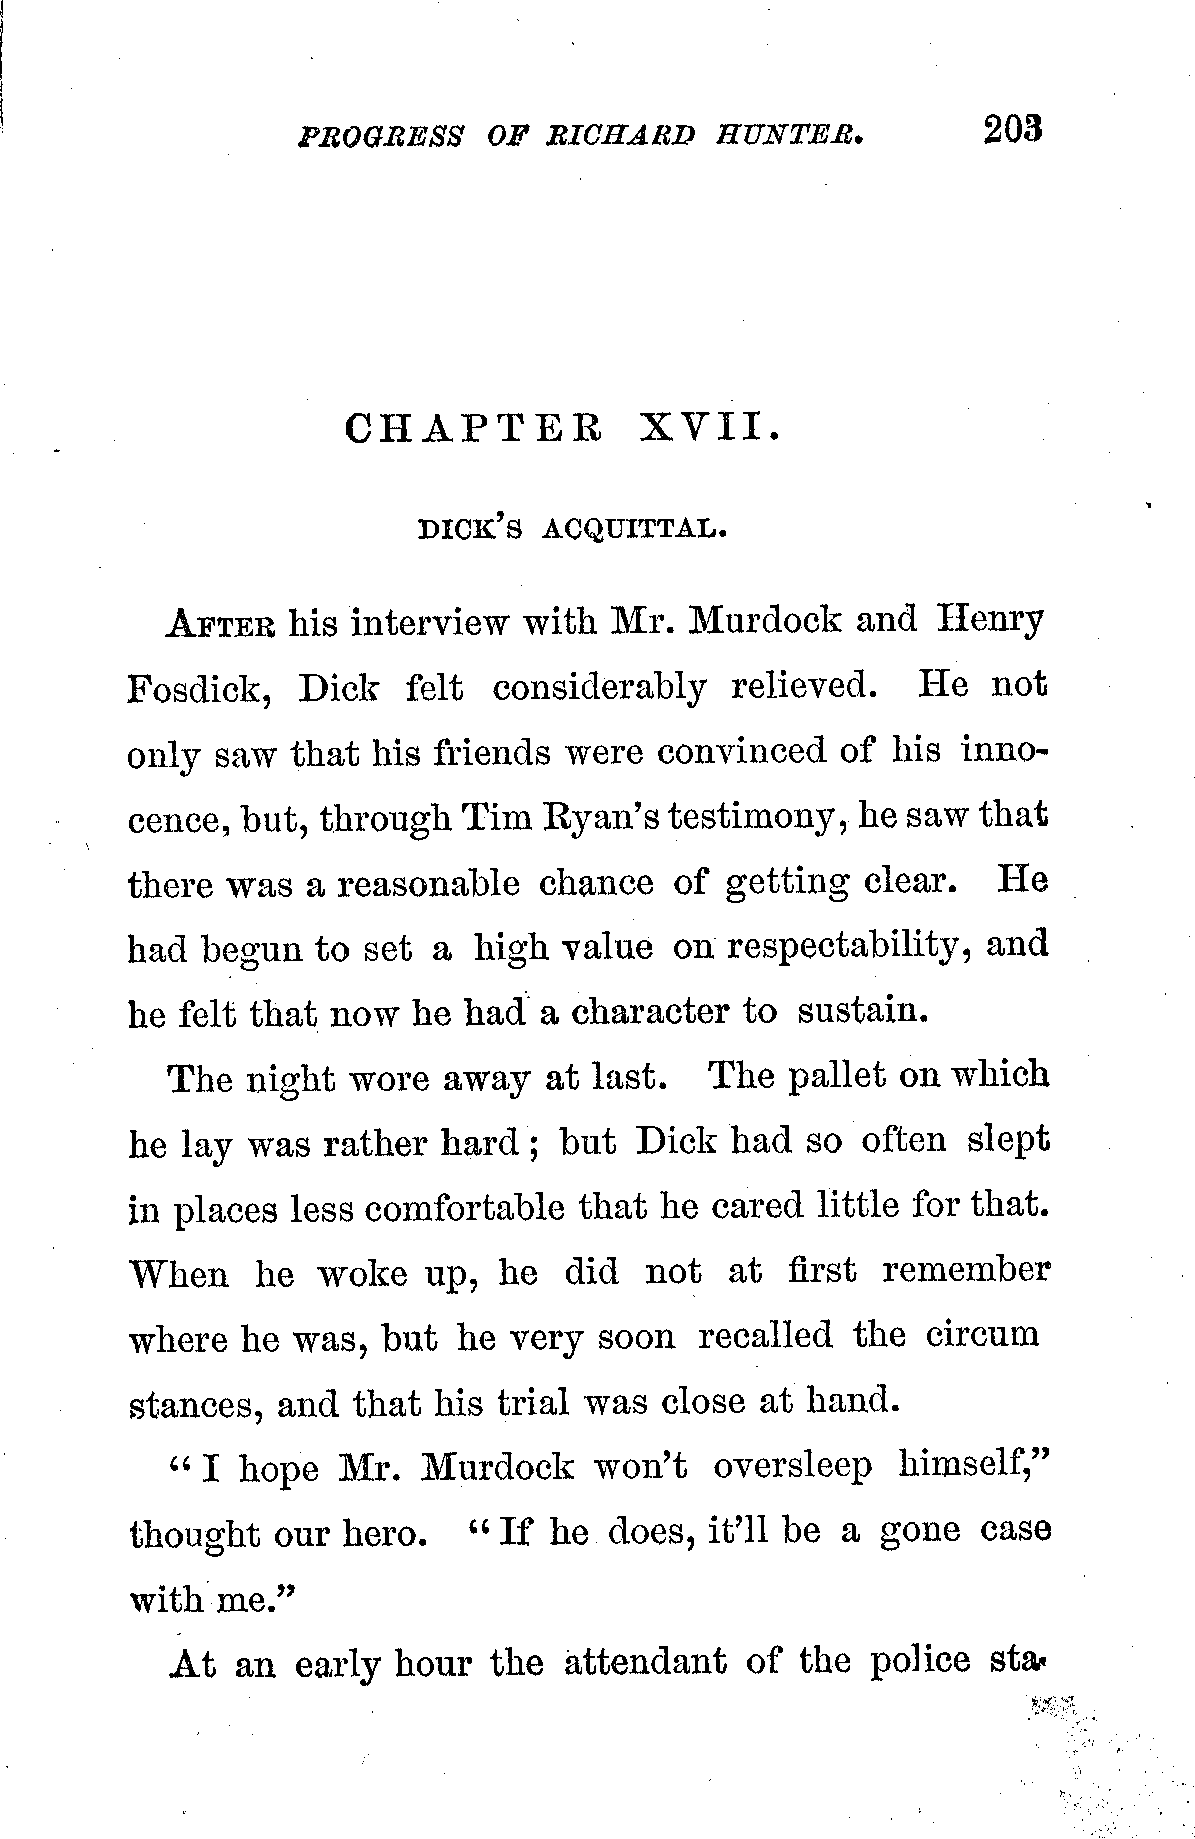 PROGRESS OF RICHARD HUNTER. 203
CHAPTER XVII.
DICK'S ACQUITTAL.
AFTER his interview with Mr. Murdock and Henry
Fosdick, Dick felt considerably relieved. He not
only saw that his friends were convinced of his inno-
cence, but, through Tim Ryan's testimony, he saw that
there was a reasonable chance of getting clear. He
had begun to set a high value on respectability, and
he felt that now he had a character to sustain.
The night wore away at last. The pallet on which
he lay was rather hard; but Dick had so often slept
in places less comfortable that he cared little for that.
When he woke up, he did not at first remember
where he was, but he very soon recalled the circum
stances, and that his trial was close at hand.
"I hope Mr. Murdock won't oversleep himself,"
thought our hero. "If he does, it'll be a gone case
with me."
At an early hour the attendant of the police sta-